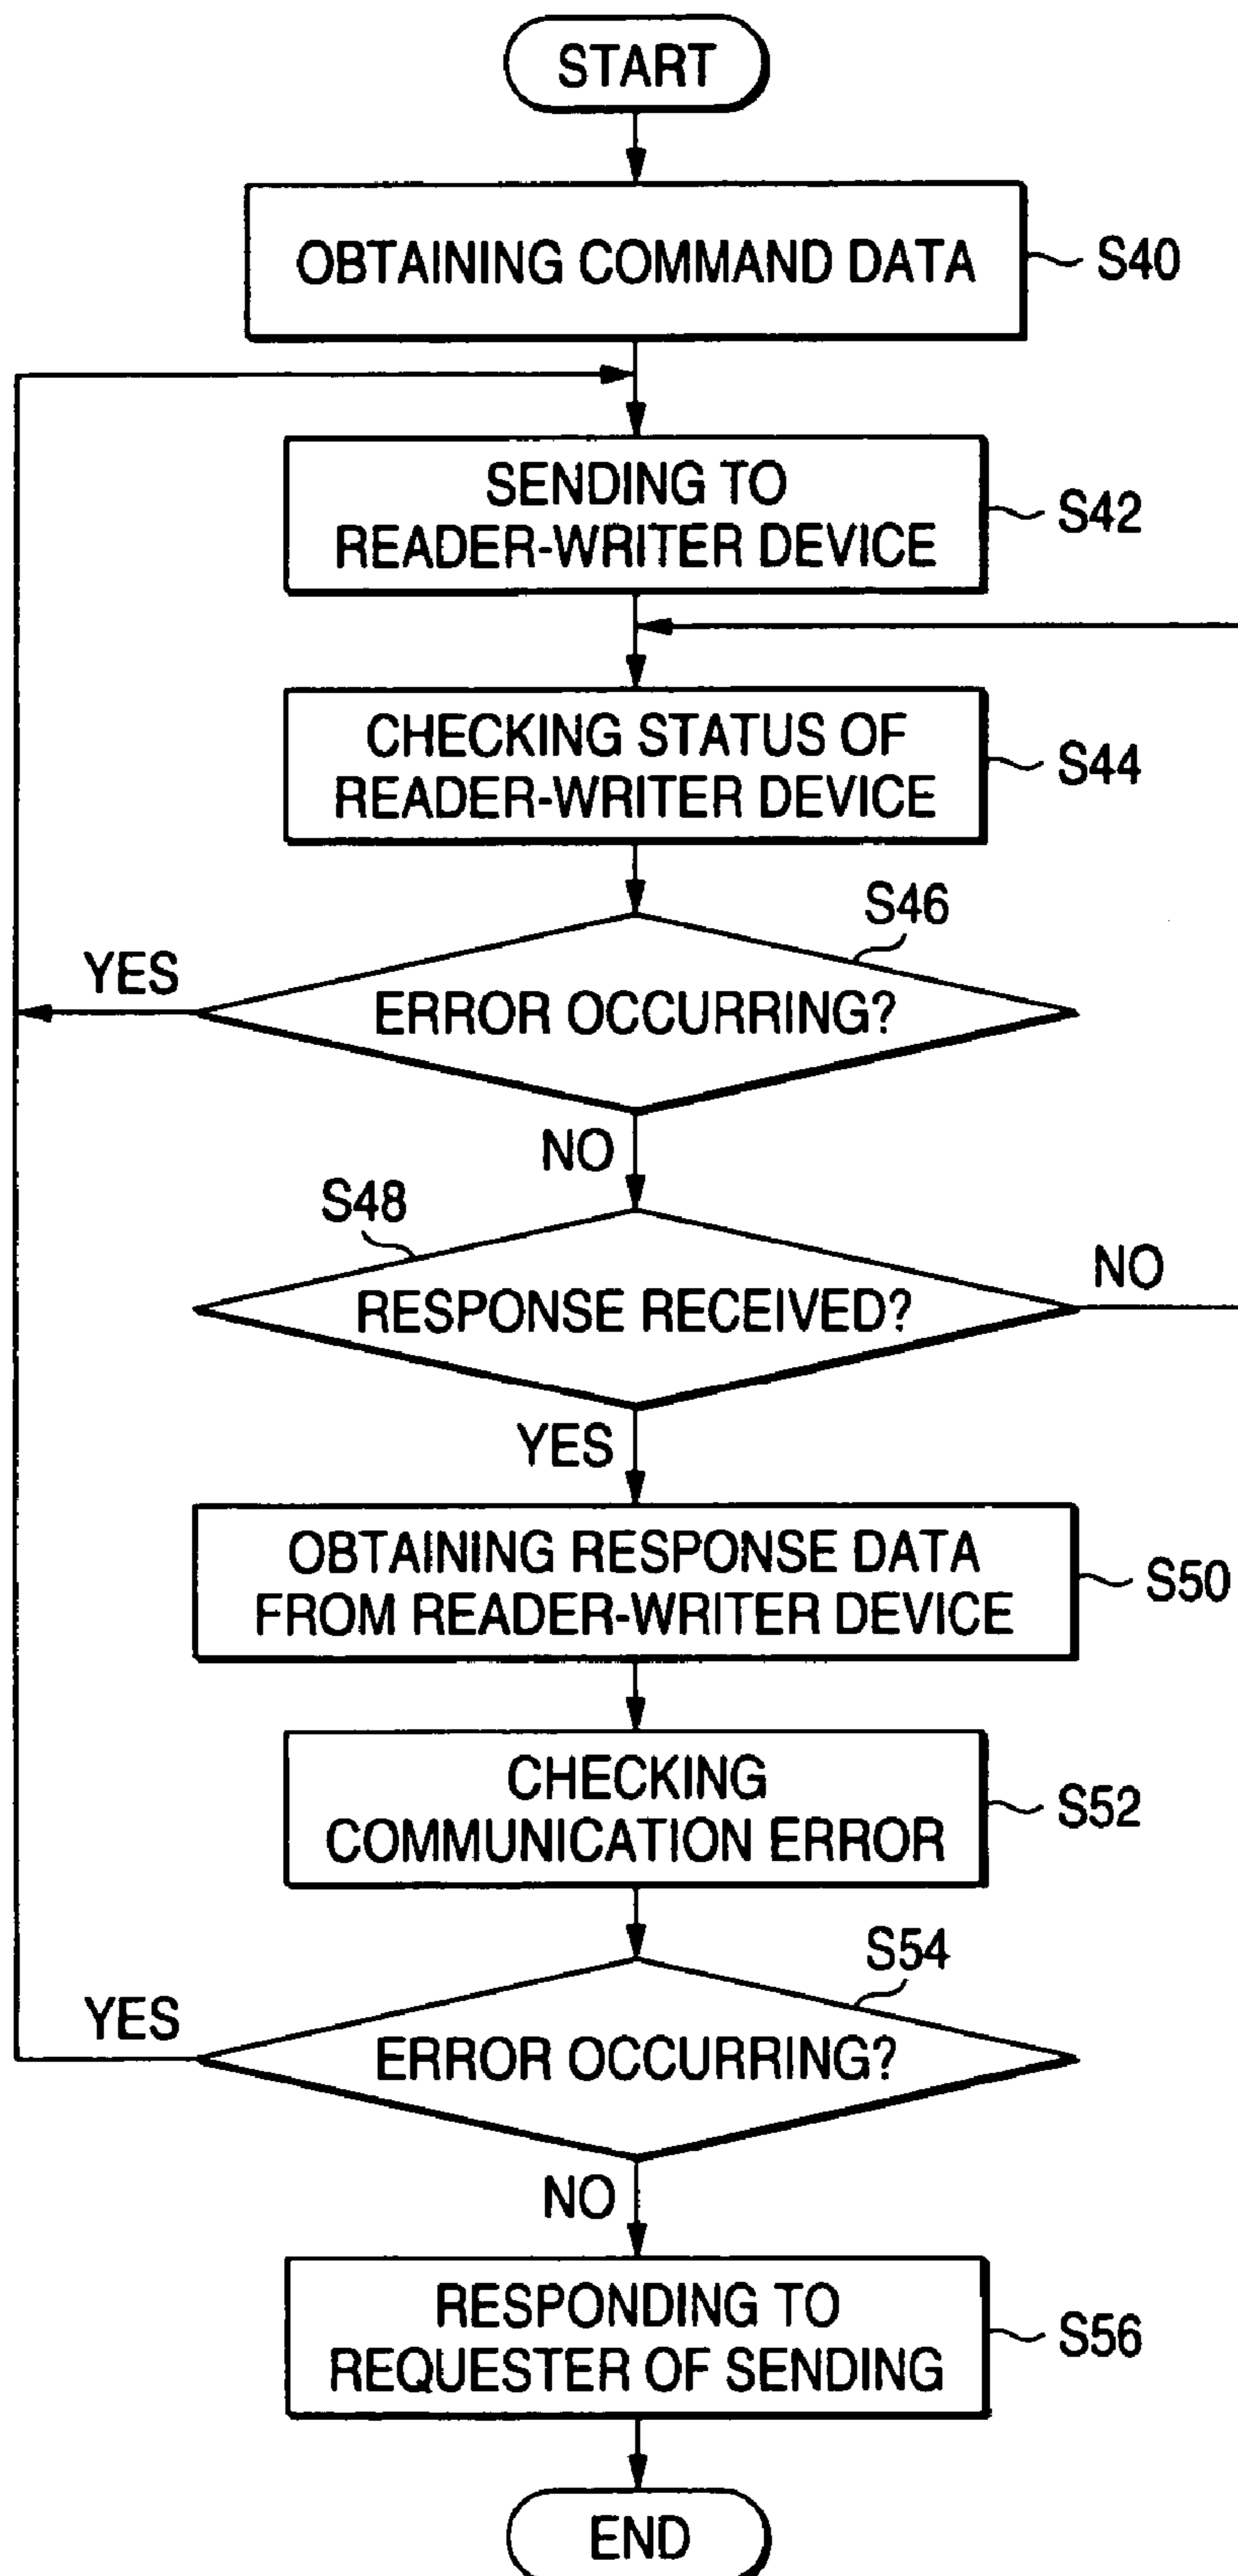 START
OBTAINING COMMAND DATA
S40
SENDING TO
READER-WRITER DEVICE
S42
CHECKING STATUS OF
READER-WRITER DEVICE
S44
S46
YES
ERROR OCCURRING?
NO
S48
RESPONSE RECEIVED?
NO
YES
OBTAINING RESPONSE DATA
FROM READER-WRITER DEVICE
S50
CHECKING
COMMUNICATION ERROR
S52
S54
YES
ERROR OCCURRING?
NO
RESPONDING TO
REQUESTER OF SENDING
S56
END